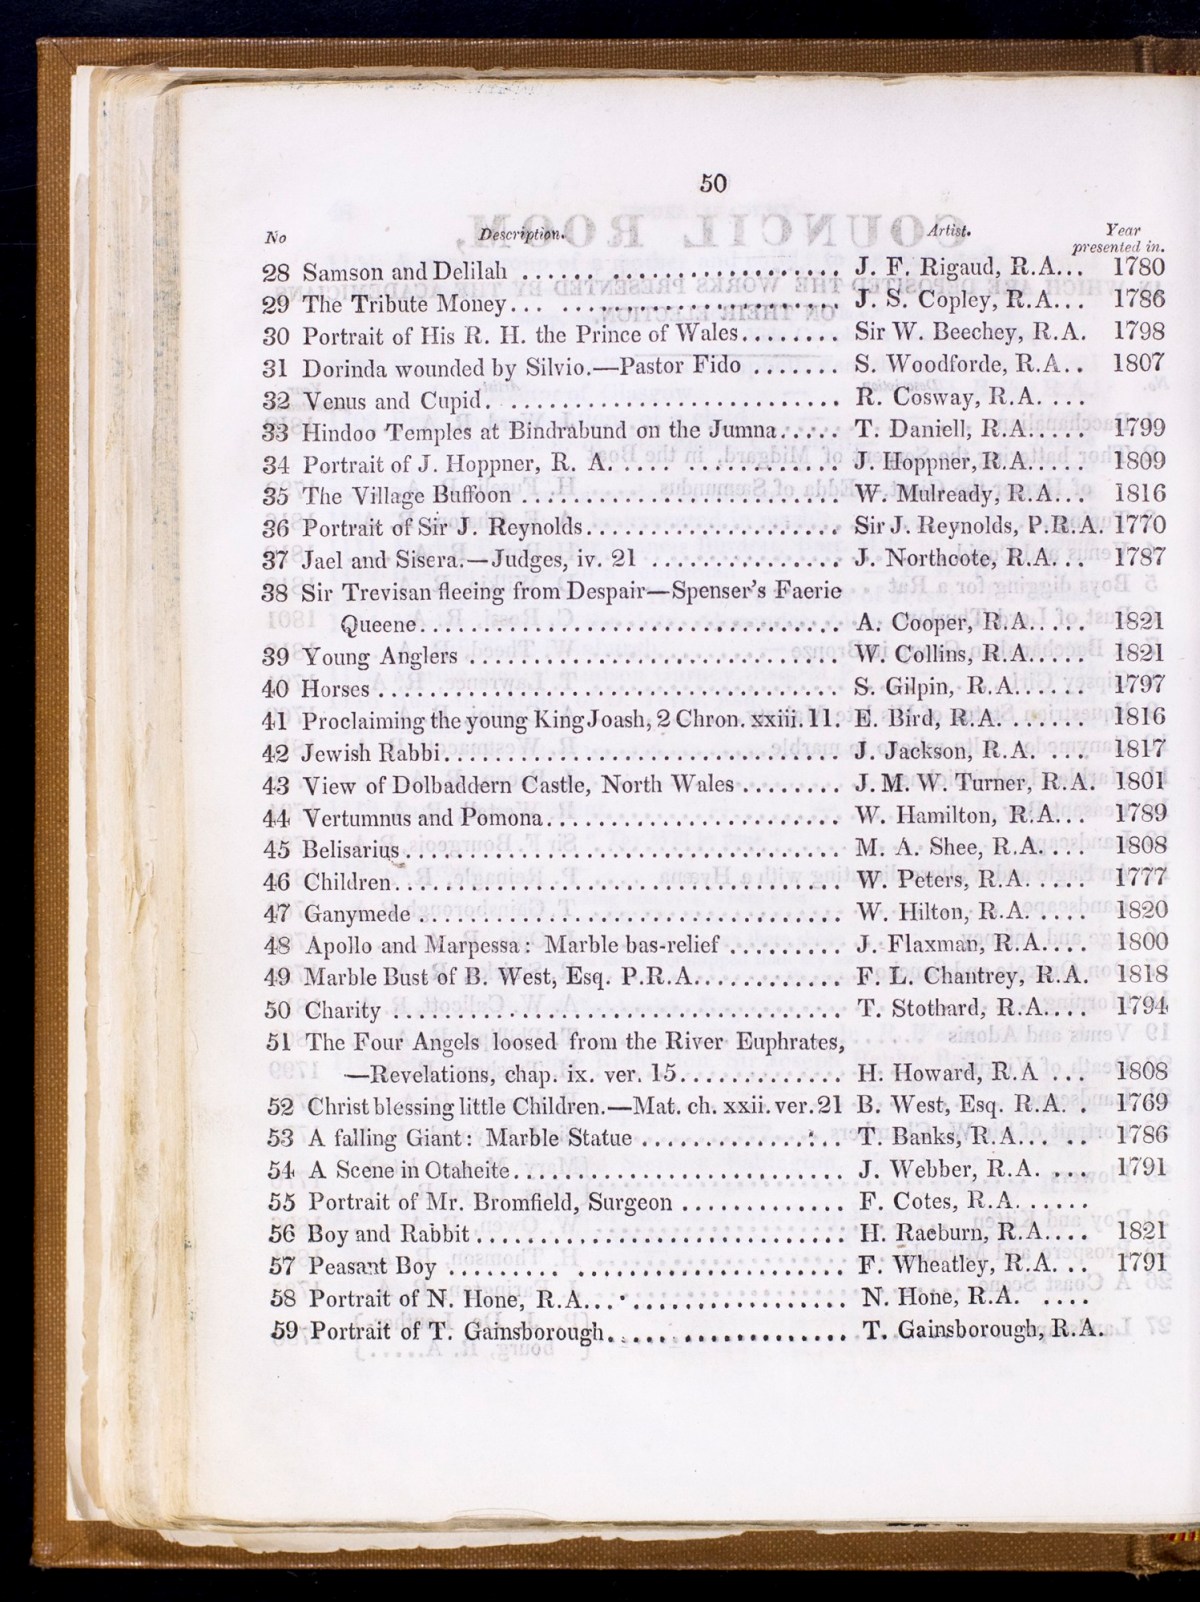 50
No Description. Artist. Year presented in.
28 Samson and Delilah ........................ J. F. Rigaud, R.A... 1780
29 The Tribute Money... ...................... J. S. Copley, R.A... 1786
30 Portrait of His R. H. the Prince of Wales........ Sir W. Beechey, R.A. 1798
31 Dorinda wounded by Silvio.—Pastor Fido ....... S. Woodforde, R.A.. 1807
32 Venus and Cupid............................ R. Cosway, R.A. ...
33 Hindoo Temples at Bindrabund on the Jumna..... T. Daniell, R.A..... 1799
34 Portrait of J. Hoppner, R. A. .................. J. Hoppner, R.A..... 1809
35 The Village Buffoon ......................... W. Mulready, R.A... 1816
36 Portrait of Sir J. Reynolds.................... Sir J. Reynolds, P.R.A. 1770
37 Jael and Sisera.—Judges, iv. 21 ............... J. Northcote, R.A... 1787
38 Sir Trevisan fleeing from Despair—Spenser's Faerie
Queene................................. A. Cooper, R.A..... 1821
39 Young Anglers ............................. W. Collins, R.A..... 1821
40 Horses .................................... S. Gilpin, R.A...... 1797
41 Proclaiming the young King Joash, 2 Chron. xxiii. 11. E. Bird, R.A. ....... 1816
42 Jewish Rabbi............................... J. Jackson, R.A. .... 1817
43 View of Dolbaddern Castle, North Wales ......... J. M. W. Turner, R.A. 1801
44 Vertumnus and Pomona....................... W. Hamilton, R.A... 1789
45 Belisarius.................................. M. A. Shee, R.A.... 1808
46 Children................................... W. Peters, R.A. .... 1777
47 Ganymede ................................. W. Hilton, R.A. .... 1820
48 Apollo and Marpessa: Marble bas-relief ......... J. Flaxman, R.A.... 1800
49 Marble Bust of B. West, Esq. P.R.A............ F. L. Chantrey, R.A. 1818
50 Charity .................................... T. Stothard, R.A.... 1794
51 The Four Angels loosed from the River Euphrates,
—Revelations, chap. ix. ver. 15............. H. Howard, R.A ... 1808
52 Christ blessing little Children.—Mat. ch. xxii. ver. 21 B. West, Esq. R.A. . 1769
53 A falling Giant: Marble Statue ................ T. Banks, R.A...... 1786
54 A Scene in Otaheite.......................... J. Webber, R.A. .... 1791
55 Portrait of Mr. Bromfield, Surgeon ............. F. Cotes, R.A.......
56 Boy and Rabbit ............................. H. Raeburn, R.A.... 1821
57 Peasant Boy ......... ..................... F. Wheatley, R.A. .. 1791
58 Portrait of N. Hone, R.A..................... N. Hone, R.A. ....
59 Portrait of T. Gainsborough................... T. Gainsborough, R.A.